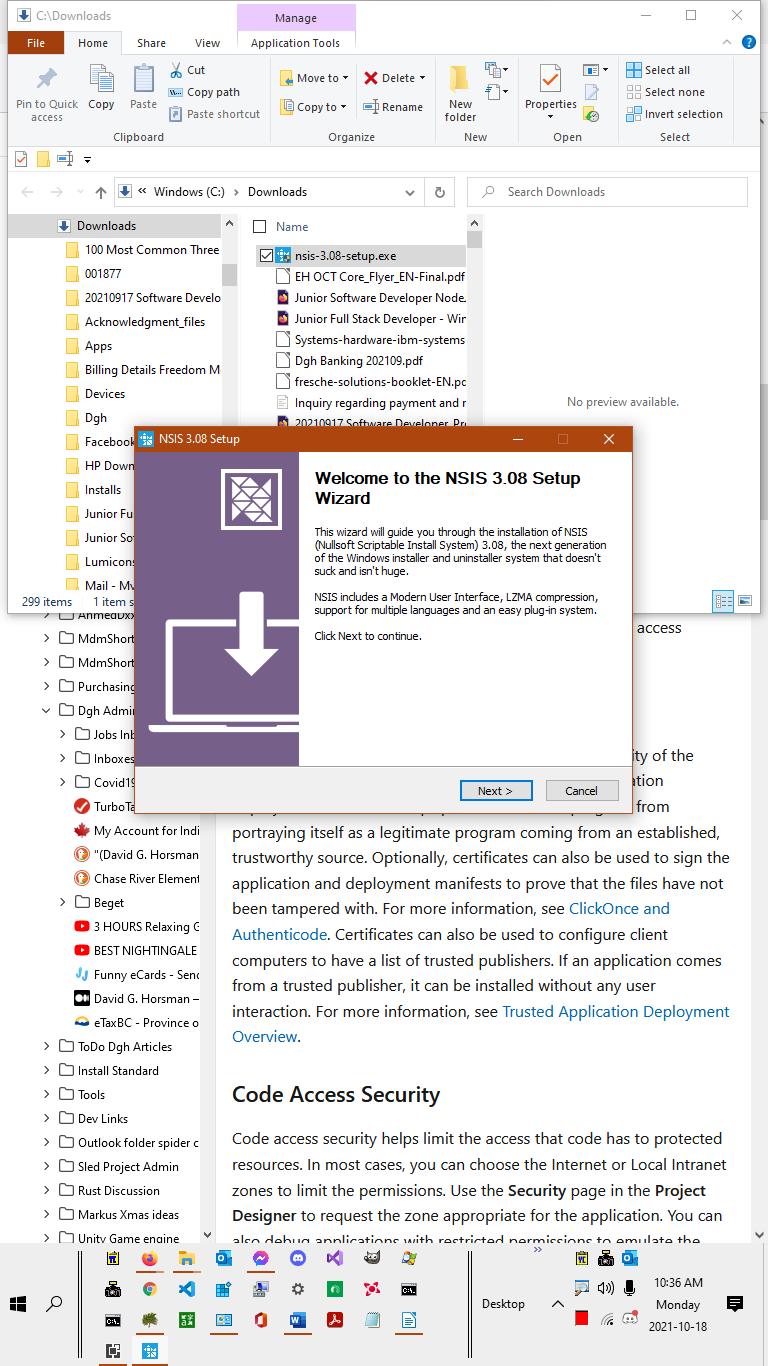 C:\Downloads
Manage
File
Home
Share
View
Application Tools
Pin to Quick access
Copy
Paste
Cut
Copy path
Paste shortcut
Move to
Copy to
Delete
Rename
New folder
Properties
Select all
Select none
Invert selection
Clipboard
Organize
New
Open
Select
« Windows (C:) > Downloads
Search Downloads
Downloads
100 Most Common Three
001877
20210917 Software Develo
Acknowledgment_files
Apps
Billing Details Freedom M
Devices
Dgh
Facebook
HP Down
Installs
Junior Fu
Junior So
Lumicons
Mail - My
Name
nsis-3.08-setup.exe
EH OCT Core_Flyer_EN-Final.pdf
Junior Software Developer Node.
Junior Full Stack Developer - Win
Systems-hardware-ibm-systems
Dgh Banking 202109.pdf
fresche-solutions-booklet-EN.pd
Inquiry regarding payment and r
20210917 Software Developer, Pr
No preview available.
299 items
1 item s
NSIS 3.08 Setup
Welcome to the NSIS 3.08 Setup
Wizard
This wizard will guide you through the installation of NSIS
(Nullsoft Scriptable Install System) 3.08, the next generation
of the Windows installer and uninstaller system that doesn't
suck and isn't huge.
NSIS includes a Modern User Interface, LZMA compression,
support for multiple languages and an easy plug-in system.
Click Next to continue.
Next >
Cancel
MdmShort
MdmShort
Purchasing
Dgh Admi
Jobs Inb
Inboxes
Covid19
TurboTa
My Account for Indi
"(David G. Horsman
Chase River Element
Beget
3 HOURS Relaxing G
BEST NIGHTINGALE
Funny eCards - Send
David G. Horsman –
eTaxBC - Province o
ToDo Dgh Articles
Install Standard
Tools
Dev Links
Outlook folder spider c
Sled Project Admin
Rust Discussion
Markus Xmas ideas
Unity Game engine
access
ity of the
ation
from
portraying itself as a legitimate program coming from an established,
trustworthy source. Optionally, certificates can also be used to sign the
application and deployment manifests to prove that the files have not
been tampered with. For more information, see ClickOnce and
Authenticode. Certificates can also be used to configure client
computers to have a list of trusted publishers. If an application comes
from a trusted publisher, it can be installed without any user
interaction. For more information, see Trusted Application Deployment
Overview.
Code Access Security
Code access security helps limit the access that code has to protected
resources. In most cases, you can choose the Internet or Local Intranet
zones to limit the permissions. Use the Security page in the Project
Designer to request the zone appropriate for the application. You can
also debug applications with restricted permissions to emulate the
Desktop
10:36 AM
Monday
2021-10-18